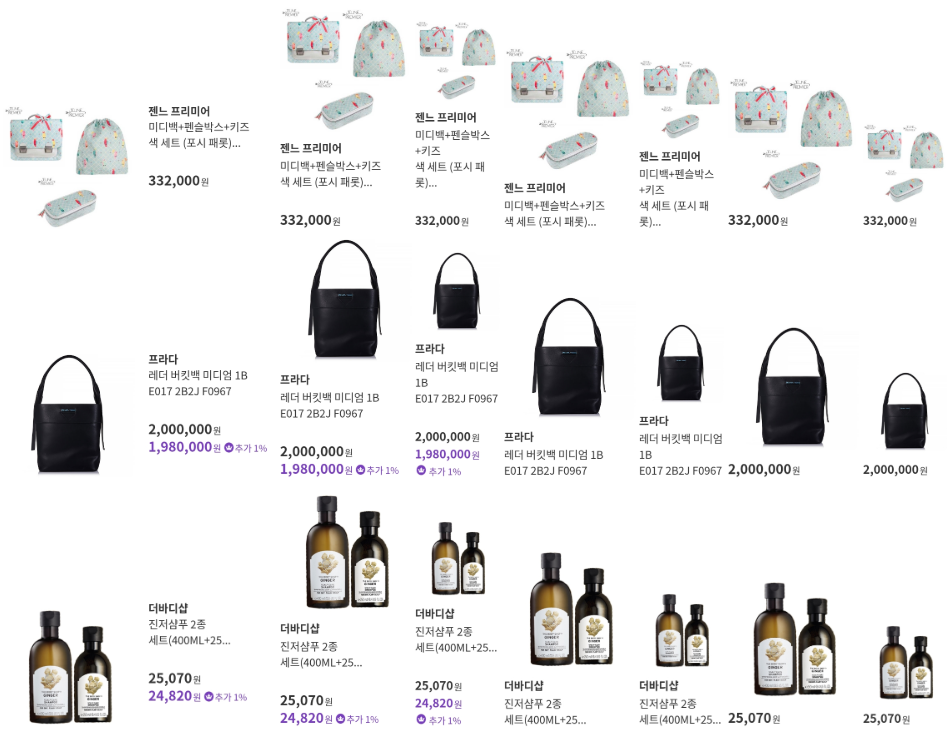 젠느 프리미어
미디백+펜슬박스+키즈
색 세트 (포시 패롯)...
332,000원
젠느 프리미어
미디백+펜슬박스+키즈
색 세트 (포시 패롯)...
332,000원
젠느 프리미어
미디백+펜슬박스
+키즈
색 세트 (포시 패
롯)...
332,000원
젠느 프리미어
미디백+펜슬박스+키즈
색 세트 (포시 패롯)...
젠느 프리미어
미디백+펜슬박스
+키즈
색 세트 (포시 패
롯)...
332,000원
332,000원
프라다
레더 버킷백 미디엄 1B
E017 2B2J F0967
2,000,000원
1,980,000원 추가 1%
프라다
레더 버킷백 미디엄 1B
E017 2B2J F0967
2,000,000원
1,980,000원 추가 1%
프라다
레더 버킷백 미디엄
1B
E017 2B2J F0967
2,000,000원
1,980,000원
추가 1%
프라다
레더 버킷백 미디엄 1B
E017 2B2J F0967
프라다
레더 버킷백 미디엄
1B
E017 2B2J F0967
2,000,000원
2,000,000원
더바디샵
진저샴푸 2종
세트(400ML+25...
25,070원
24,820원 추가 1%
더바디샵
진저샴푸 2종
세트(400ML+25...
25,070원
24,820원 추가 1%
더바디샵
진저샴푸 2종
세트(400ML+25...
25,070원
24,820원
추가 1%
더바디샵
진저샴푸 2종
세트(400ML+25...
더바디샵
진저샴푸 2종
세트(400ML+25...
25,070원
25,070원